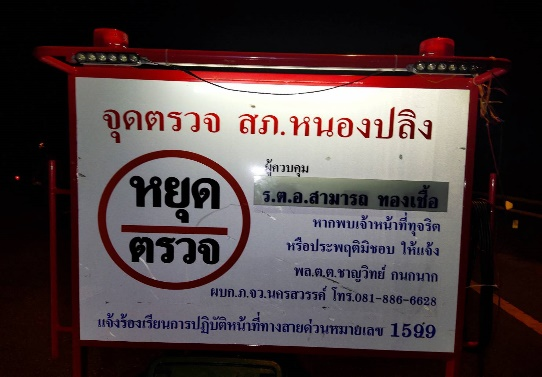 จุดตรวจ สภ.หนองปลิง
หยุด
ตรวจ
ผู้ควบคุม
ร.ต.อ.สามารถ ทองเชื้อ
หากพบเจ้าหน้าที่ทุจริต
หรือประพฤติมิชอบ ให้แจ้ง
พล.ต.ต.ชาญวิทย์ กนกนาก
ผบก.ภ.จว.นครสวรรค์ โทร.081-886-6628
แจ้งร้องเรียนการปฏิบัติหน้าที่ทางสายด่วนหมายเลข 1599